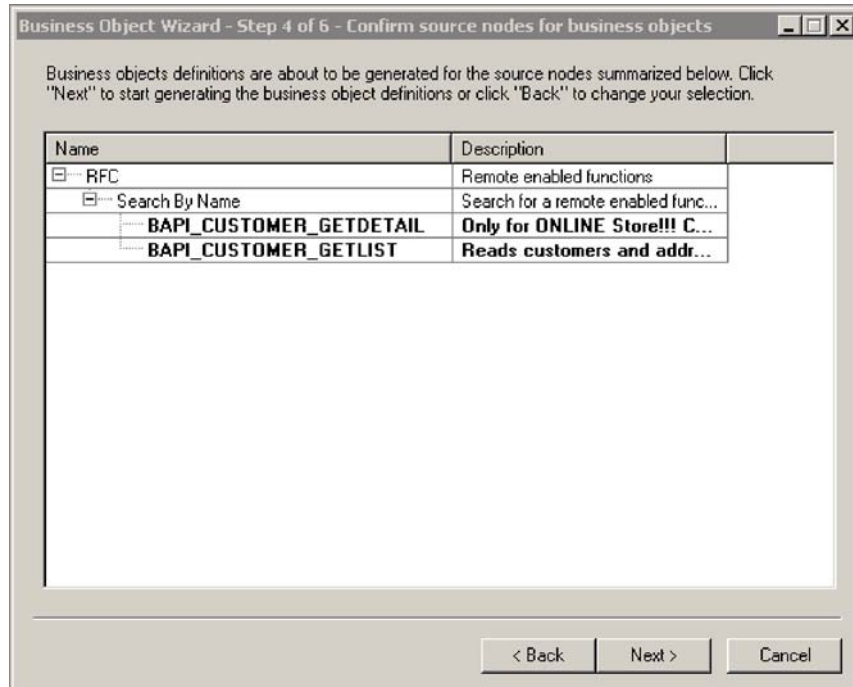 Business Object Wizard - Step 4 of 6 - Confirm source nodes for business objects
Business objects definitions are about to be generated for the source nodes summarized below. Click
"Next" to start generating the business object definitions or click "Back" to change your selection.
Name Description
RFC Remote enabled functions
Search By Name Search for a remote enabled func...
BAPI_CUSTOMER_GETDETAIL Only for ONLINE Store!!! C...
BAPI_CUSTOMER_GETLIST Reads customers and addr...
< Back Next > Cancel